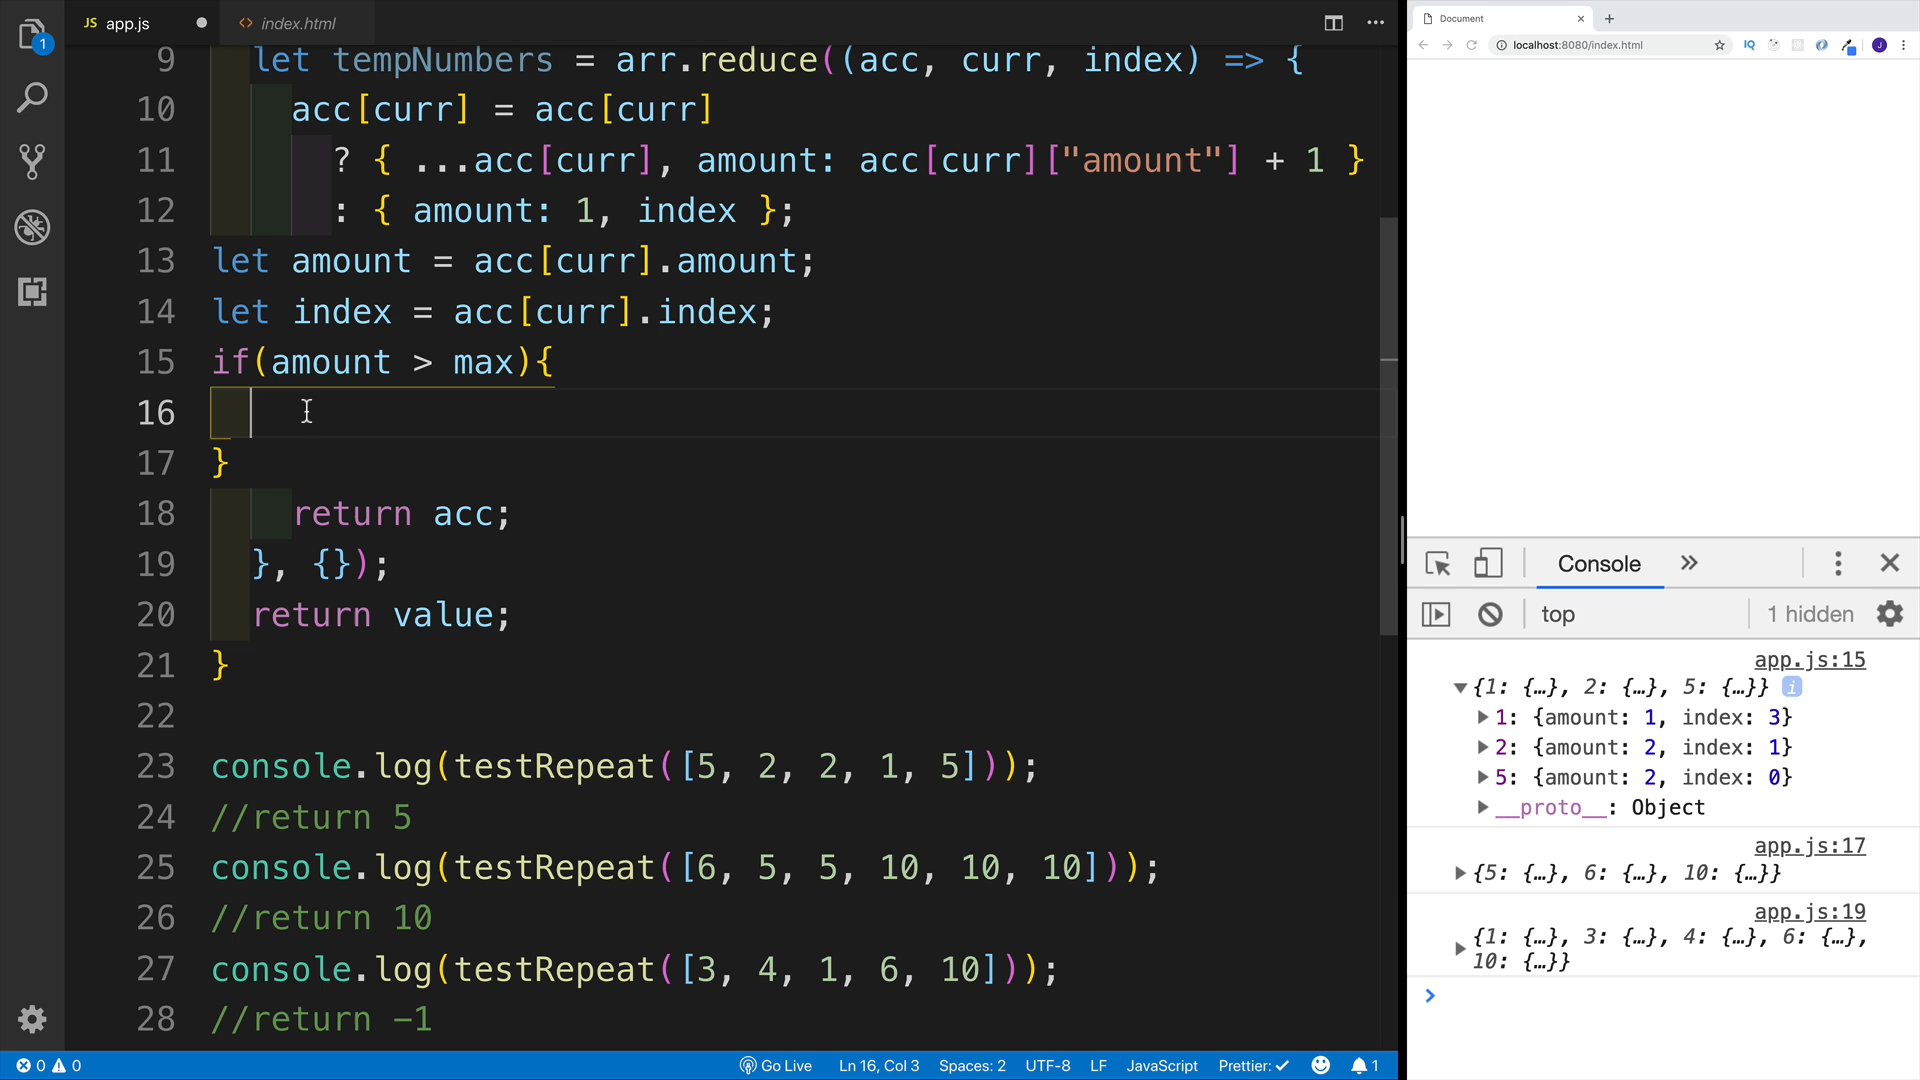 JS app.js
<> index.html
9 let tempNumbers = arr.reduce((acc, curr, index) => {
10 acc[curr] = acc[curr]
11 ? { ...acc[curr], amount: acc[curr]["amount"] + 1 }
12 : { amount: 1, index };
13 let amount = acc[curr].amount;
14 let index = acc[curr].index;
15 if(amount > max){
16
17 }
18 return acc;
19 }, {});
20 return value;
21 }
22
23 console.log(testRepeat([5, 2, 2, 1, 5]));
24 //return 5
25 console.log(testRepeat([6, 5, 5, 10, 10, 10]));
26 //return 10
27 console.log(testRepeat([3, 4, 1, 6, 10]));
28 //return -1
1
0 0
Go Live
Ln 16, Col 3
Spaces: 2
UTF-8
LF
JavaScript
Prettier: ✓
1
Document
localhost:8080/index.html
IQ
J
Console
top
1 hidden
app.js:15
{1: {…}, 2: {…}, 5: {…}} i
1: {amount: 1, index: 3}
2: {amount: 2, index: 1}
5: {amount: 2, index: 0}
__proto__: Object
app.js:17
{5: {…}, 6: {…}, 10: {…}}
app.js:19
{1: {…}, 3: {…}, 4: {…}, 6: {…},
10: {…}}